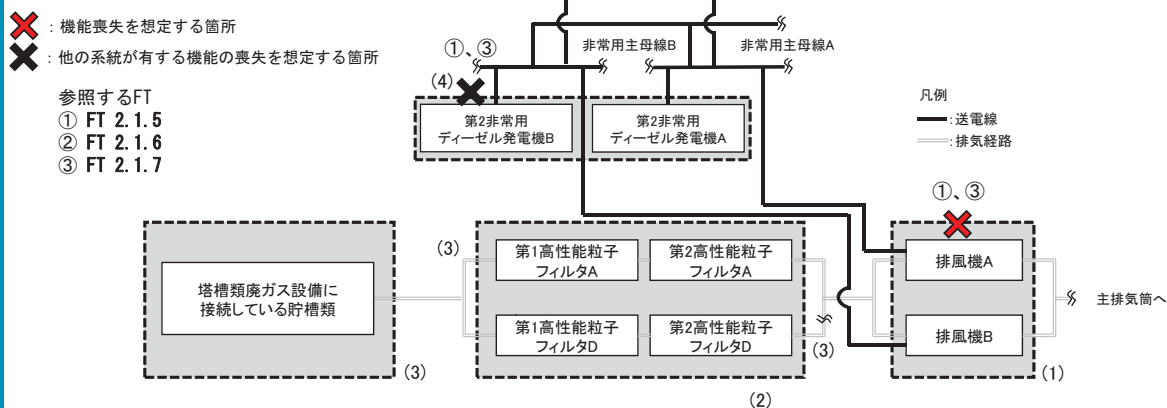 ：機能喪失を想定する箇所
：他の系統が有する機能の喪失を想定する箇所
参照するFT
① FT 2.1.5
② FT 2.1.6
③ FT 2.1.7
①、③
非常用主母線B
非常用主母線A
(4)
第2非常用
ディーゼル発電機B
第2非常用
ディーゼル発電機A
凡例
：送電線
：排気経路
①、③
(3)
塔槽類廃ガス設備に
接続している貯槽類
第1高性能粒子
フィルタA
第2高性能粒子
フィルタA
排風機A
主排気筒へ
第1高性能粒子
フィルタD
第2高性能粒子
フィルタD
排風機B
(3)
(3)
(1)
(2)